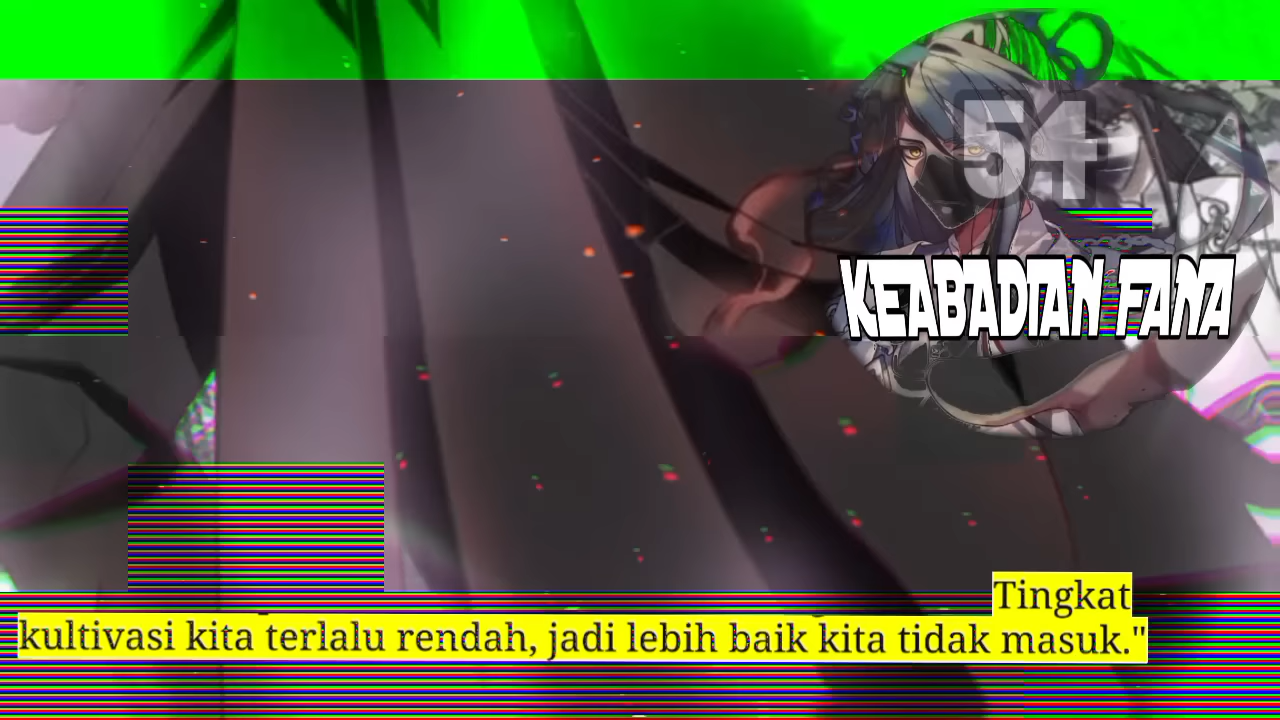 54
KEABADIAN FANA
Tingkat
kultivasi kita terlalu rendah, jadi lebih baik kita tidak masuk."